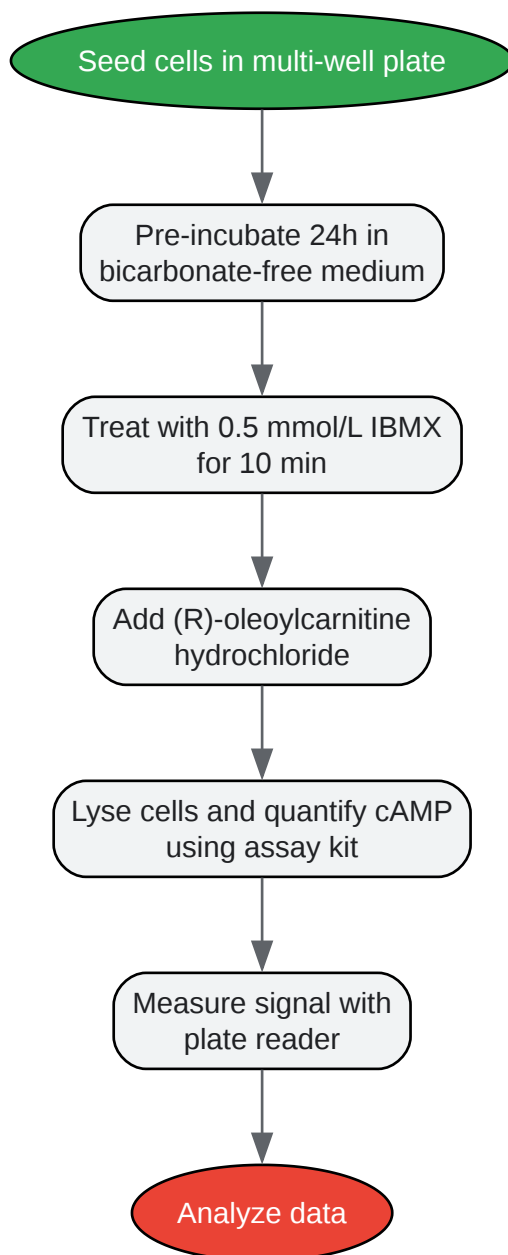 Seed cells in multi-well plate
Pre-incubate 24h in
bicarbonate-free medium
Treat with 0.5 mmol/L IBMX
for 10 min
Add (R)-oleoylcarnitine
hydrochloride
Lyse cells and quantify cAMP
using assay kit
Measure signal with
plate reader
Analyze data